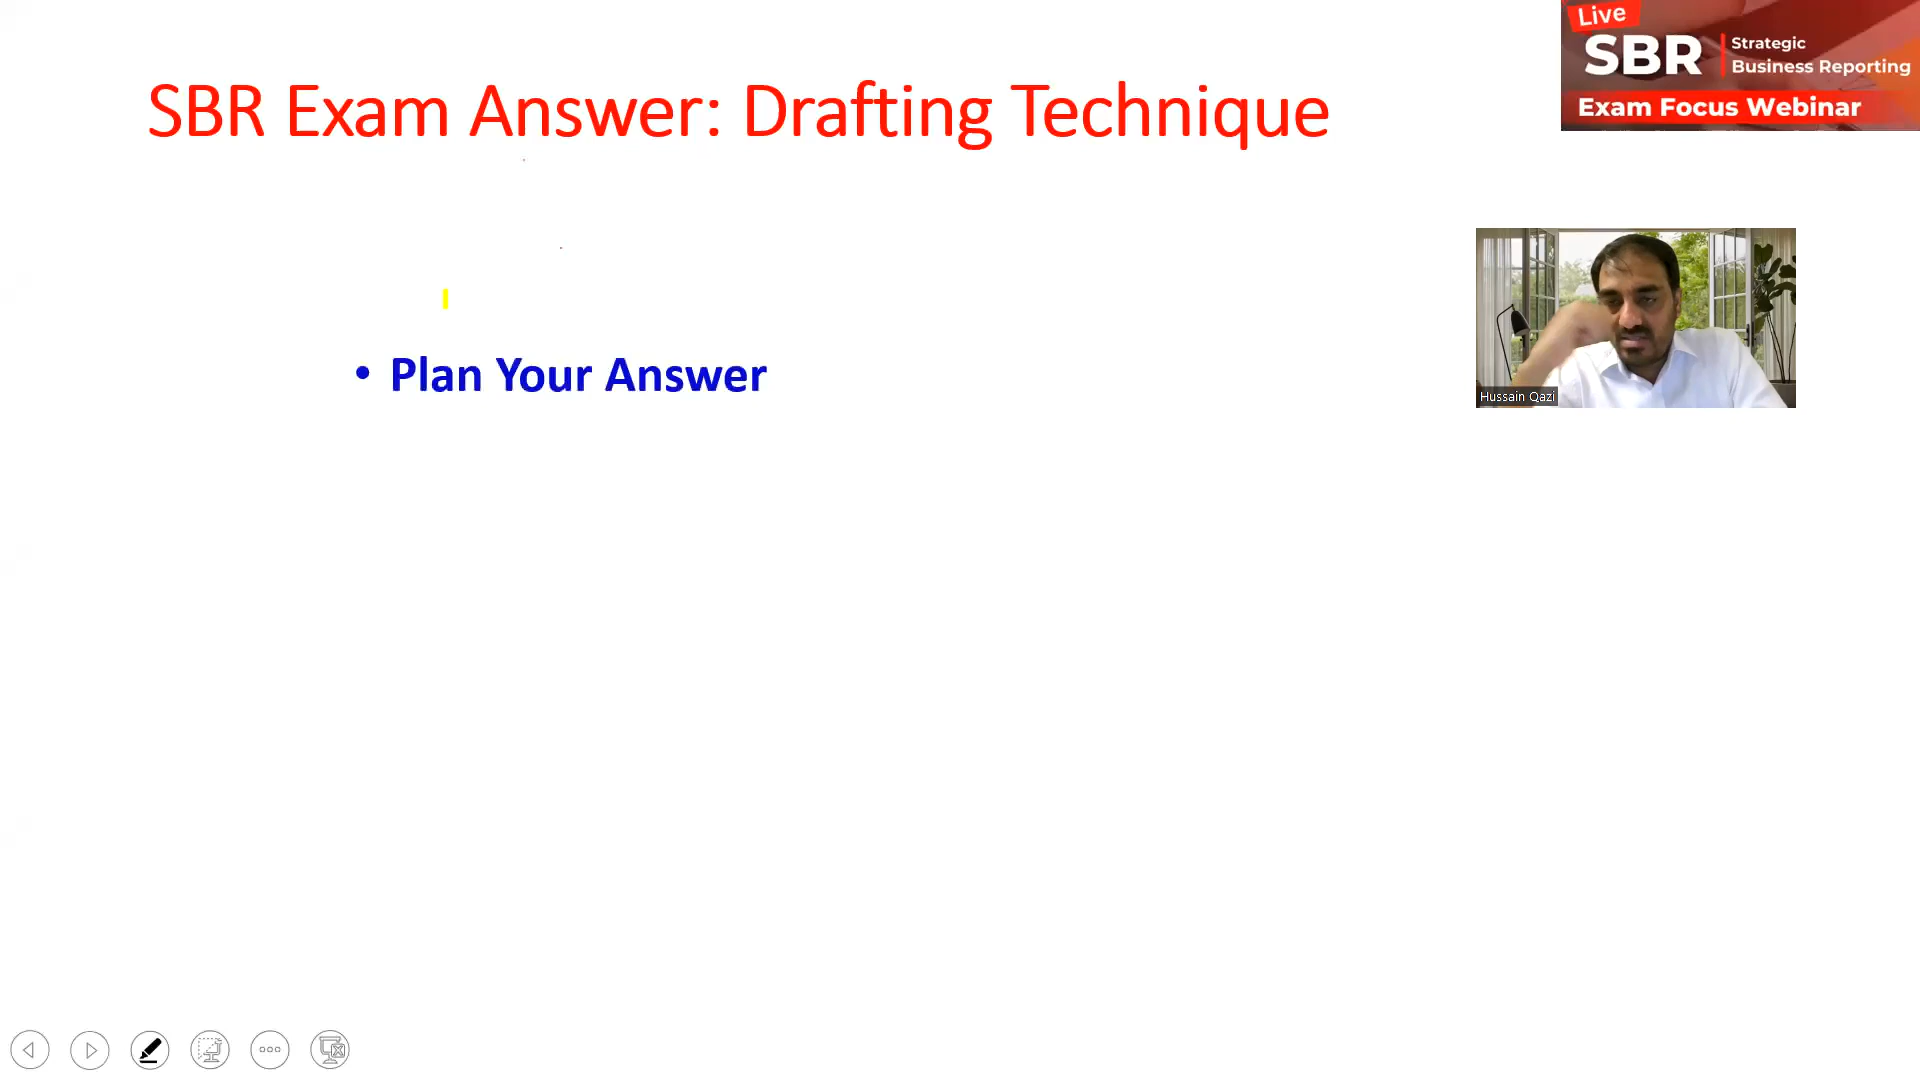 Live
SBR
Strategic
Business Reporting
Exam Focus Webinar
SBR Exam Answer: Drafting Technique
• Plan Your Answer
Hussain Qazi